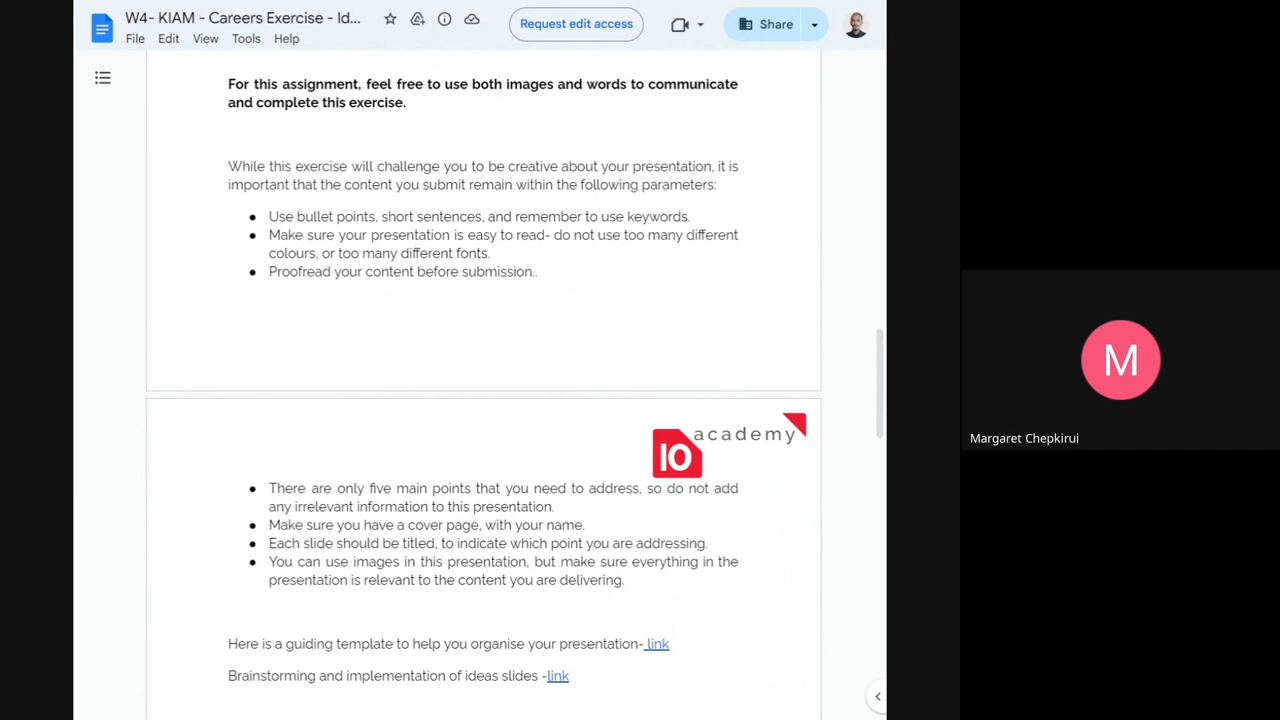 W4- KIAM - Careers Exercise - Id...
Request edit access
Share
File Edit View Tools Help
For this assignment, feel free to use both images and words to communicate
and complete this exercise.
While this exercise will challenge you to be creative about your presentation, it is
important that the content you submit remain within the following parameters:
● Use bullet points, short sentences, and remember to use keywords.
● Make sure your presentation is easy to read- do not use too many different
colours, or too many different fonts.
● Proofread your content before submission..
10 academy
● There are only five main points that you need to address, so do not add
any irrelevant information to this presentation.
● Make sure you have a cover page, with your name.
● Each slide should be titled, to indicate which point you are addressing.
● You can use images in this presentation, but make sure everything in the
presentation is relevant to the content you are delivering.
Here is a guiding template to help you organise your presentation- link
Brainstorming and implementation of ideas slides -link
M
Margaret Chepkirui